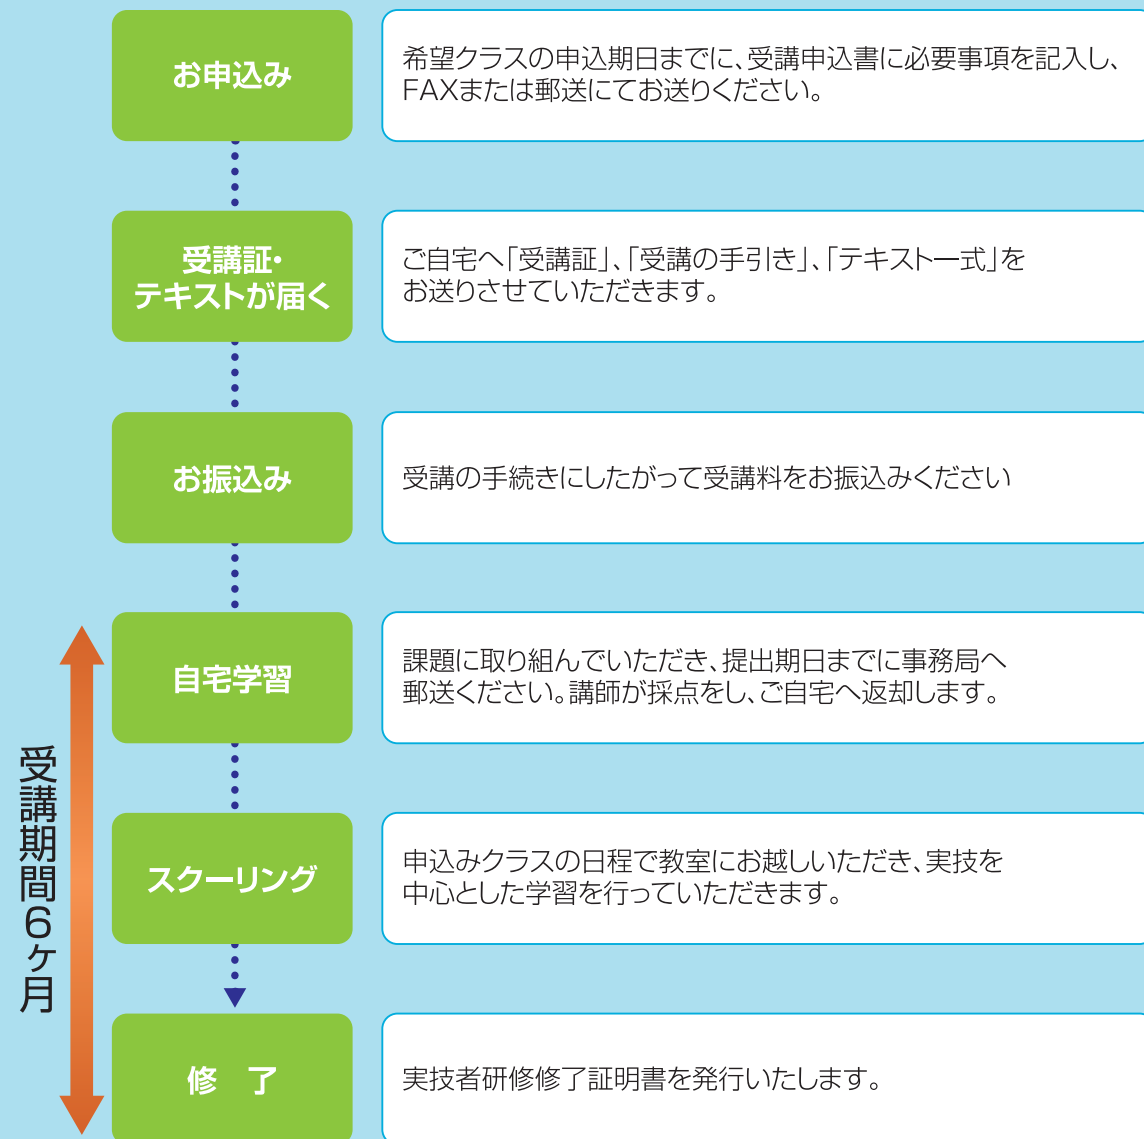 お申込み
希望クラスの申込期日までに、受講申込書に必要事項を記入し、
FAXまたは郵送にてお送りください。
受講証・
テキストが届く
ご自宅へ「受講証」、「受講の手引き」、「テキスト一式」を
お送りさせていただきます。
お振込み
受講の手続きにしたがって受講料をお振込みください
受講期間6ヶ月
自宅学習
課題に取り組んでいただき、提出期日までに事務局へ
郵送ください。講師が採点をし、ご自宅へ返却します。
スクーリング
申込みクラスの日程で教室にお越しいただき、実技を
中心とした学習を行っていただきます。
修　了
実技者研修修了証明書を発行いたします。